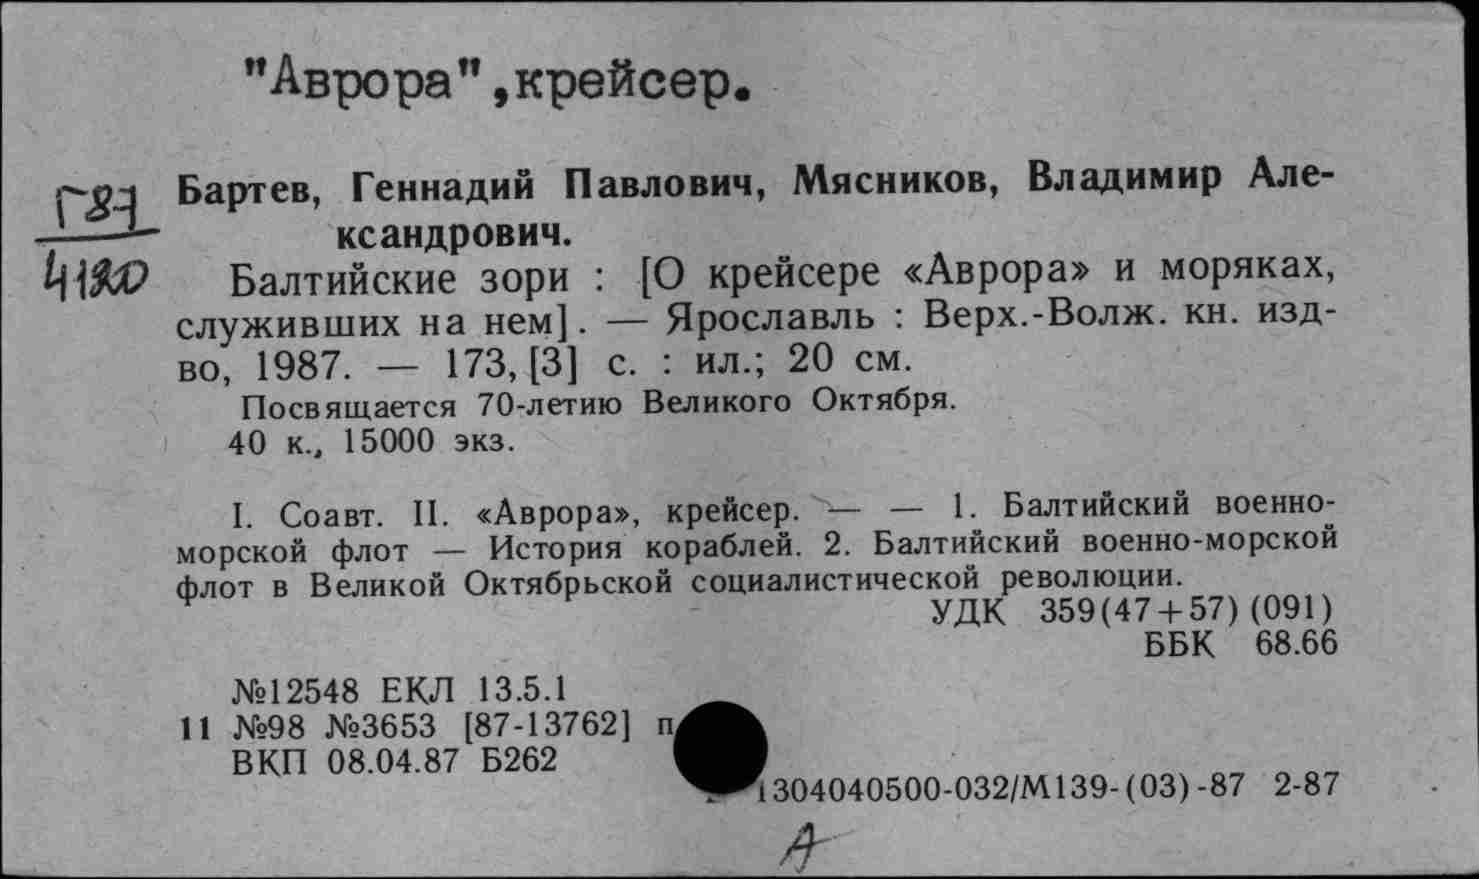 "Аврора",крейсер.
Г87
4180
Бартев, Геннадий Павлович, Мясников, Владимир Але-
ксандрович.
Балтийские зори : [О крейсере «Аврора» и моряках,
служивших на нем]. — Ярославль : Верх.-Волж. кн. изд-
во, 1987. — 173, [3] с. : ил.; 20 см.
Посвящается 70-летию Великого Октября.
40 к., 15000 экз.
I. Соавт. II. «Аврора», крейсер. — — 1. Балтийский военно-
морской флот — История кораблей. 2. Балтийский военно-морской
флот в Великой Октябрьской социалистической революции.
УДК 359(47+57)(091)
ББК 68.66
№12548 ЕКЛ 13.5.1
11 №98 №3653 [87-13762] п
ВКП 08.04.87 Б262
1304040500-032/М139-(03)-87 2-87
А